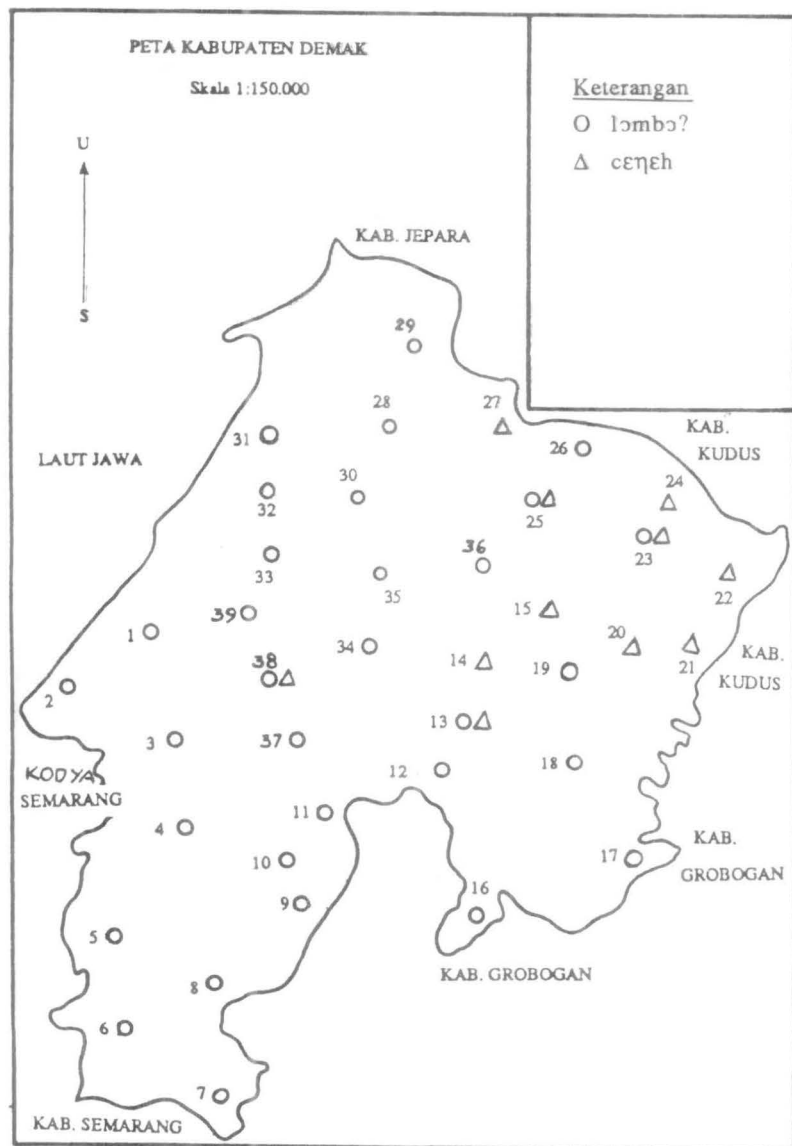 PETA KABUPATEN DEMAK
Skala 1:150.000
Keterangan
O lɔmbɔ?
Δ cɛηɛh
U
S
KAB. JEPARA
29
28
27
KAB.
KUDUS
26
31
LAUT JAWA
30
24
32
25
23
33
36
35
22
39
15
1
34
20
KAB.
KUDUS
38
14
19
21
2
13
3
37
12
18
KODYA
SEMARANG
11
4
KAB.
GROBOGAN
10
17
9
16
5
KAB. GROBOGAN
8
6
7
KAB. SEMARANG